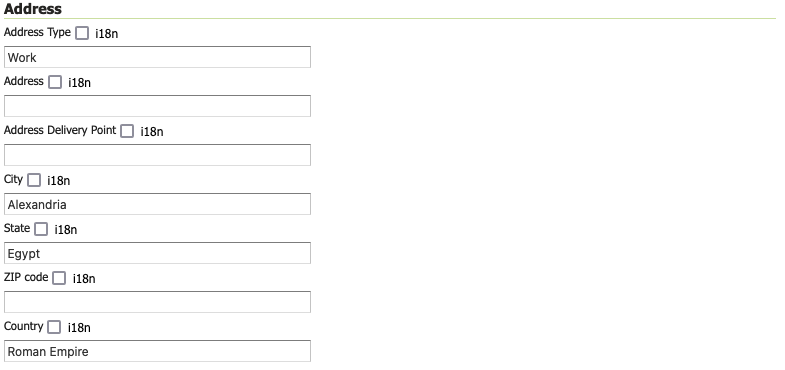 Address
Address Type i18n
Work
Address i18n
Address Delivery Point i18n
City i18n
Alexandria
State i18n
Egypt
ZIP code i18n
Country i18n
Roman Empire